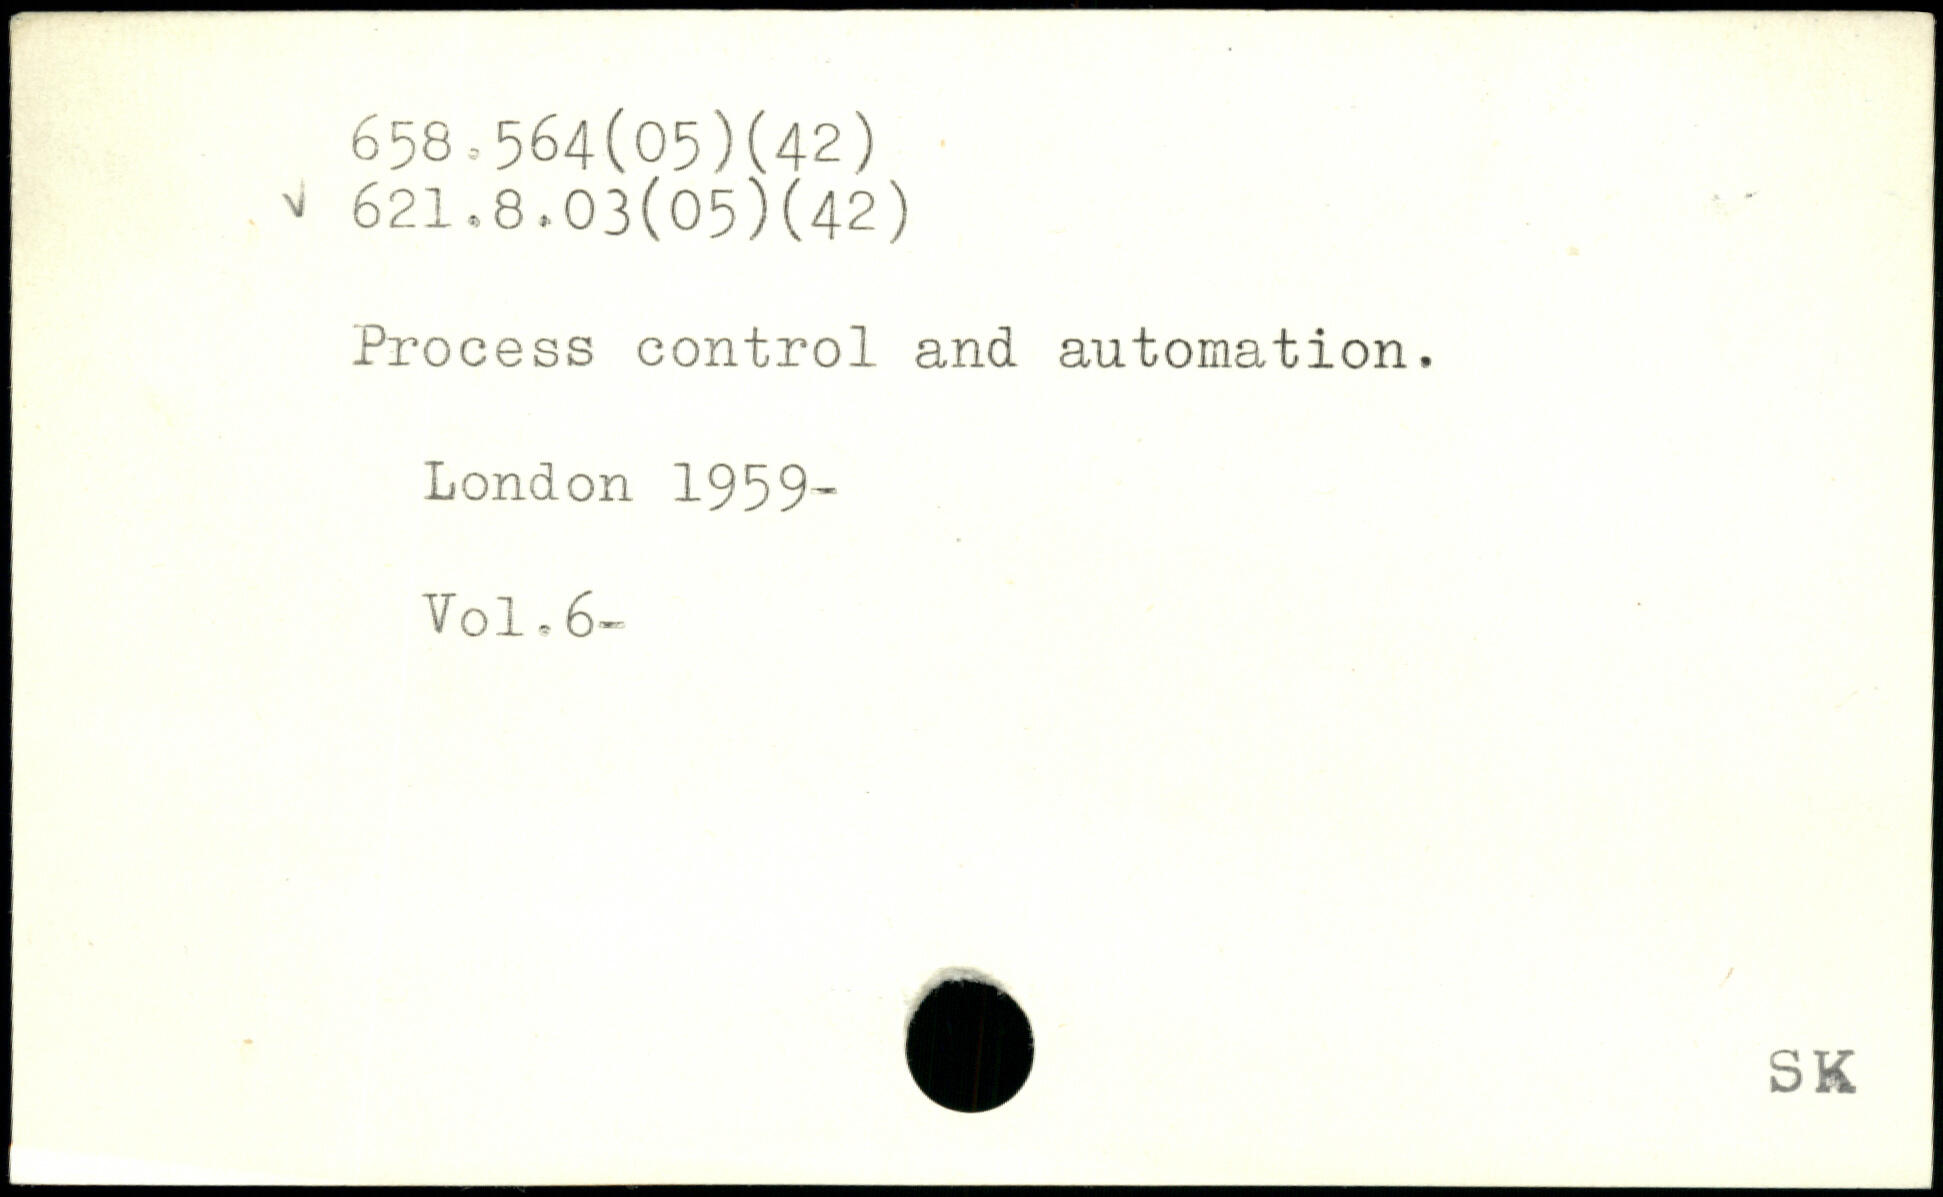 658.564(05)(42)
√ 621.8.03(05)(42)
Process control and automation.
London 1959-
Vol.6-
SK